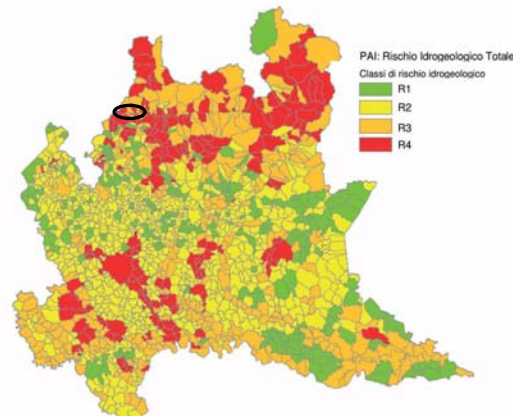 PAI: Rischio Idrogeologico Totale
Classi di rischio idrogeologico
R1
R2
R3
R4